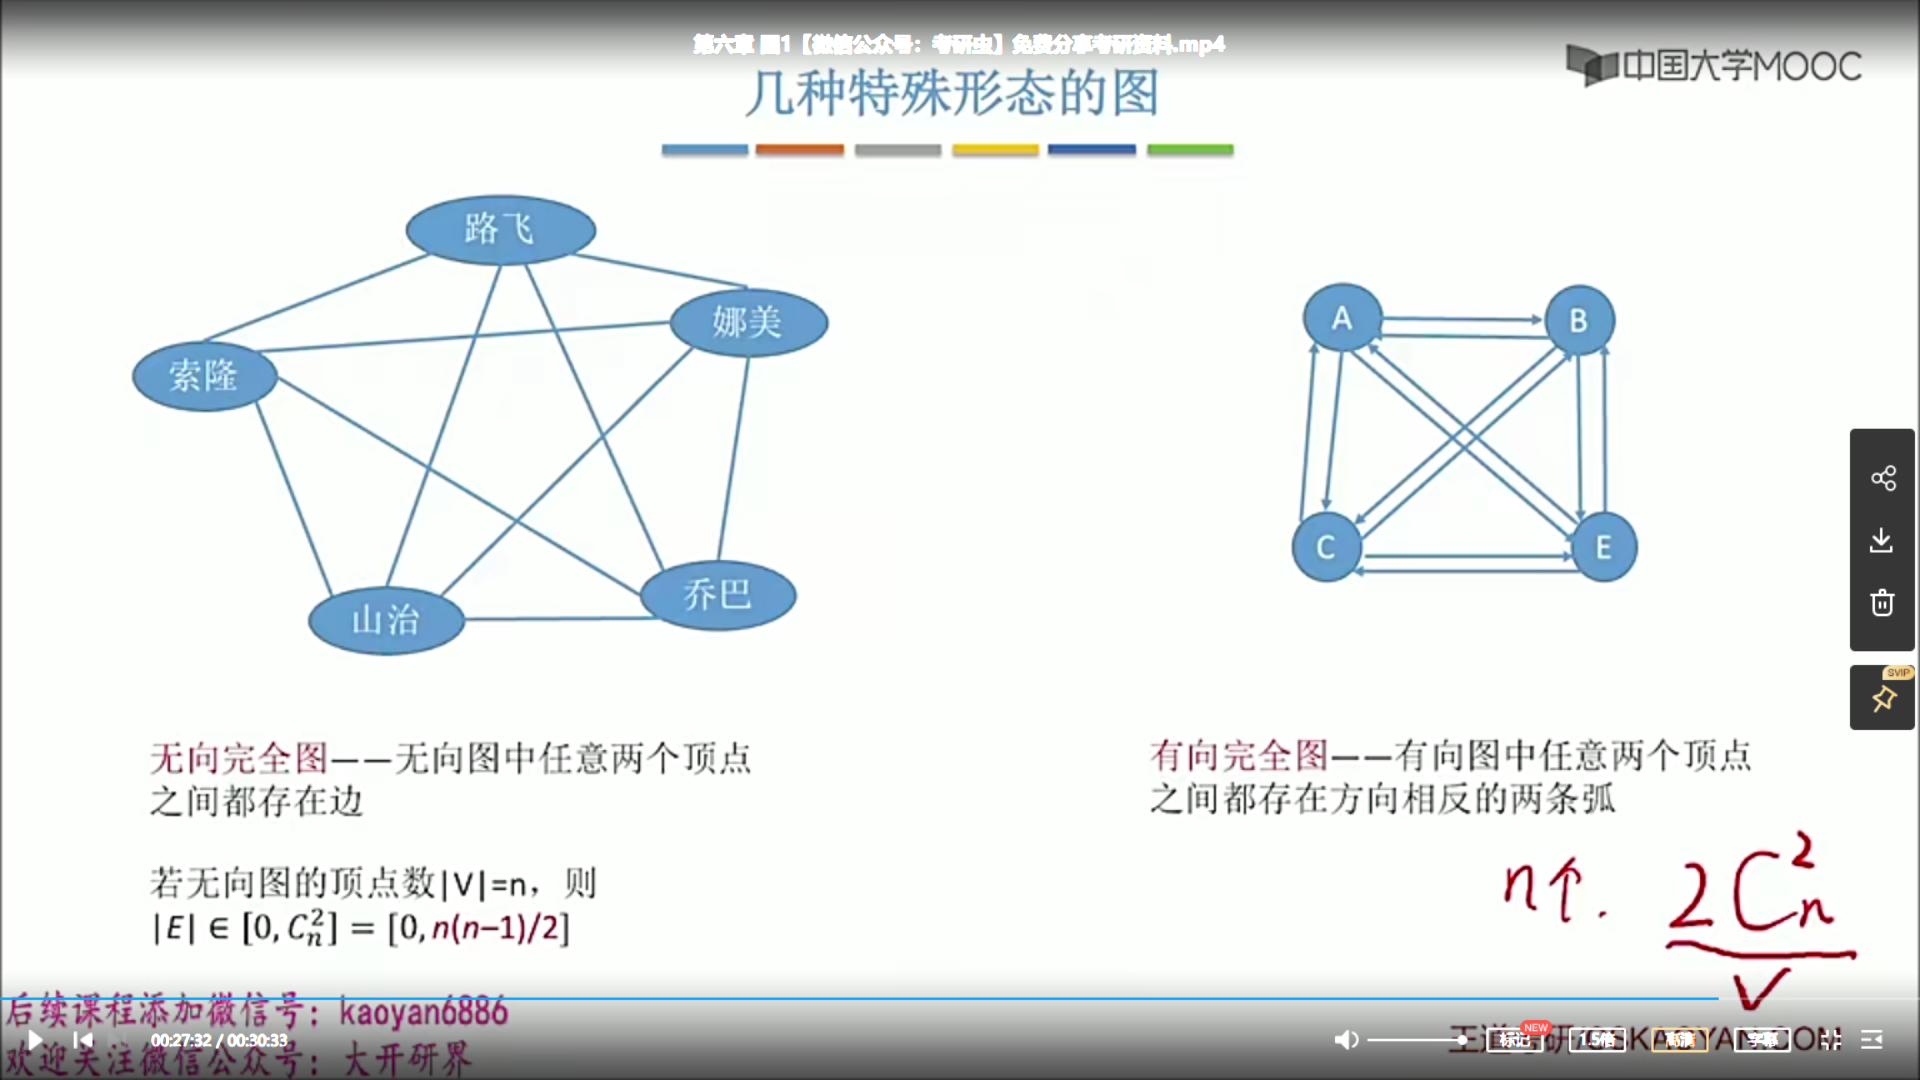 第六章 图1【微信公众号：考研虫】免费分享考研资料.mp4
中国大学MOOC
几种特殊形态的图
路飞
娜美
索隆
山治
乔巴
A
B
C
E
SVIP
无向完全图——无向图中任意两个顶点
之间都存在边
若无向图的顶点数|V|=n，则
|E| ∈ [0, C_n^2] = [0, n(n–1)/2]
有向完全图——有向图中任意两个顶点
之间都存在方向相反的两条弧
n个. 2C_n^2
后续课程添加微信号：kaoyan6886
欢迎关注微信公众号：大开研界
00:27:32 / 00:30:33
NEW
标记
1.5倍
高清
字幕